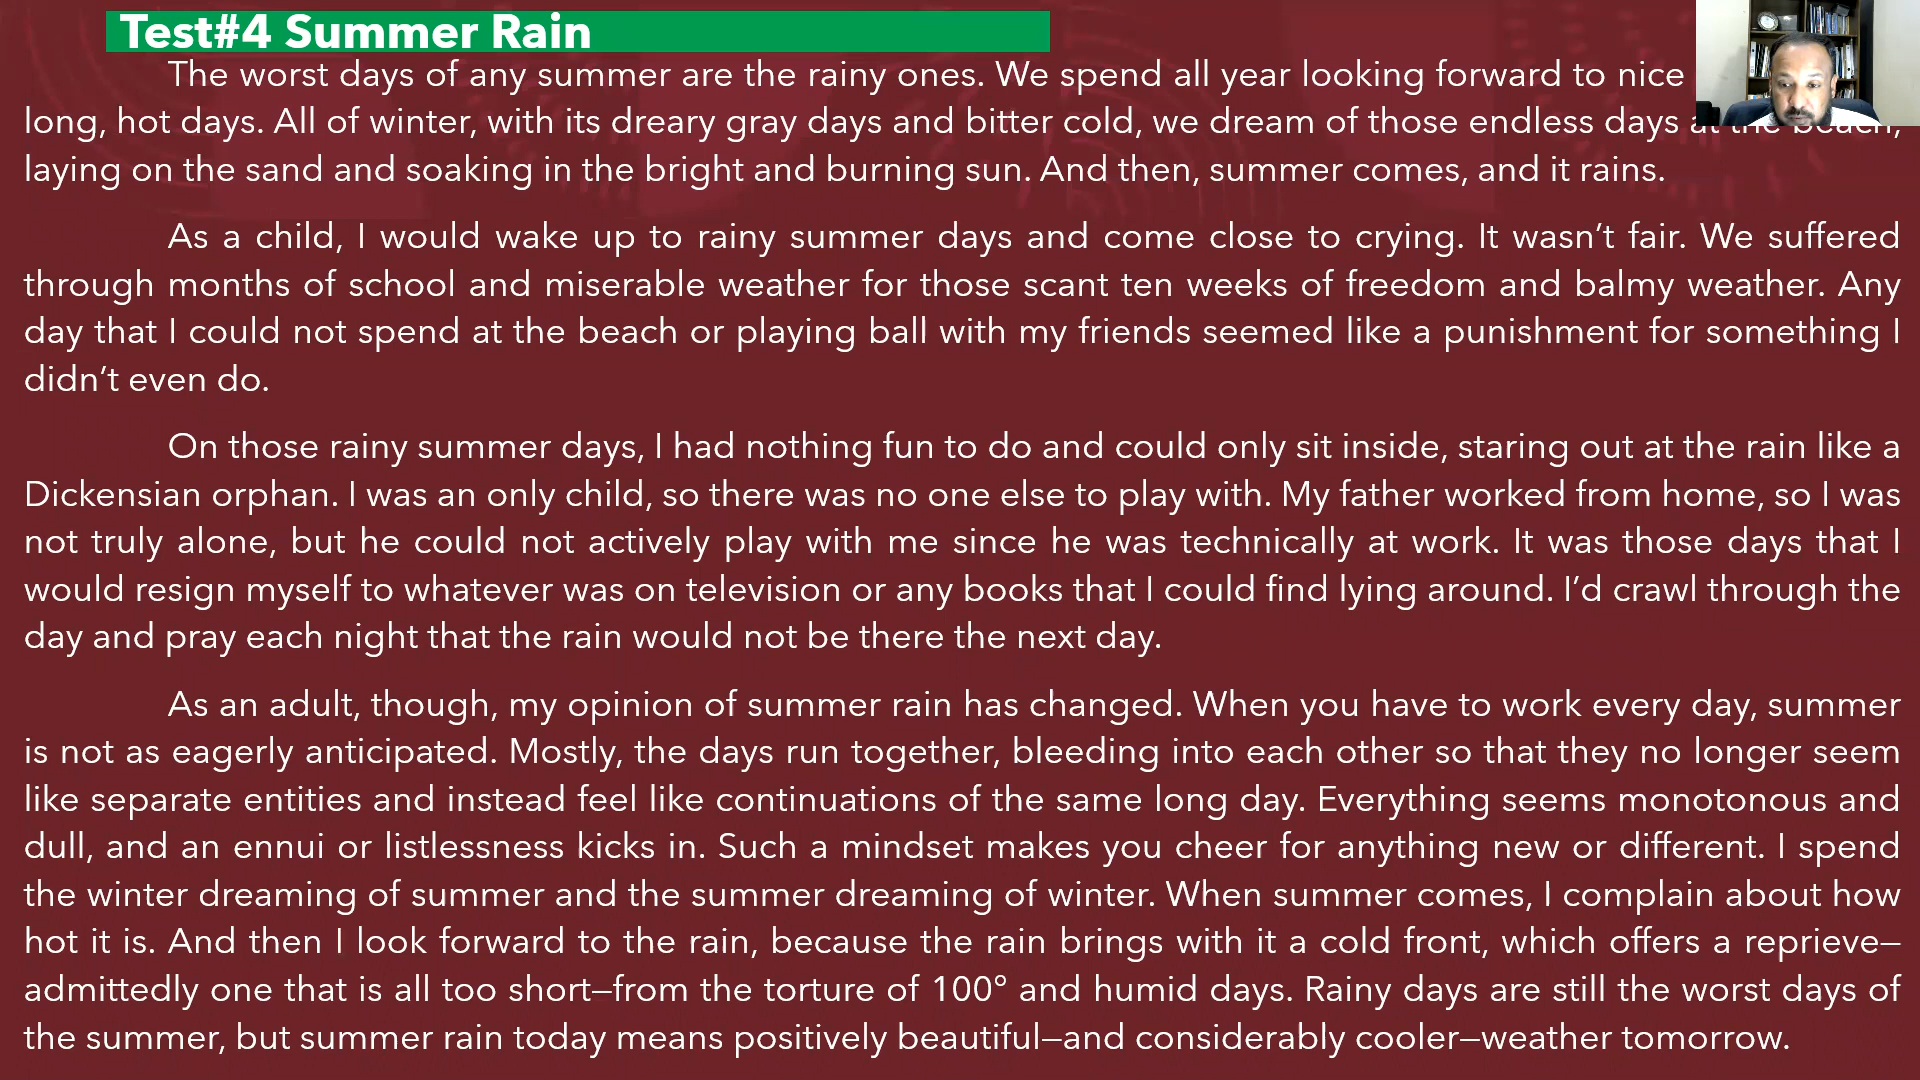 Test#4 Summer Rain
The worst days of any summer are the rainy ones. We spend all year looking forward to nice
long, hot days. All of winter, with its dreary gray days and bitter cold, we dream of those endless days at the beach,
laying on the sand and soaking in the bright and burning sun. And then, summer comes, and it rains.
As a child, I would wake up to rainy summer days and come close to crying. It wasn’t fair. We suffered
through months of school and miserable weather for those scant ten weeks of freedom and balmy weather. Any
day that I could not spend at the beach or playing ball with my friends seemed like a punishment for something I
didn’t even do.
On those rainy summer days, I had nothing fun to do and could only sit inside, staring out at the rain like a
Dickensian orphan. I was an only child, so there was no one else to play with. My father worked from home, so I was
not truly alone, but he could not actively play with me since he was technically at work. It was those days that I
would resign myself to whatever was on television or any books that I could find lying around. I’d crawl through the
day and pray each night that the rain would not be there the next day.
As an adult, though, my opinion of summer rain has changed. When you have to work every day, summer
is not as eagerly anticipated. Mostly, the days run together, bleeding into each other so that they no longer seem
like separate entities and instead feel like continuations of the same long day. Everything seems monotonous and
dull, and an ennui or listlessness kicks in. Such a mindset makes you cheer for anything new or different. I spend
the winter dreaming of summer and the summer dreaming of winter. When summer comes, I complain about how
hot it is. And then I look forward to the rain, because the rain brings with it a cold front, which offers a reprieve—
admittedly one that is all too short—from the torture of 100° and humid days. Rainy days are still the worst days of
the summer, but summer rain today means positively beautiful—and considerably cooler—weather tomorrow.